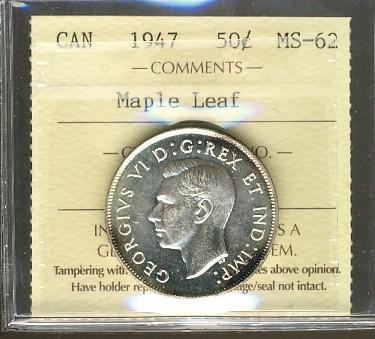 CAN 1947 50¢ MS-62
— COMMENTS —
Maple Leaf
GEORGIVS VI D:G:REX ET IND:IMP:
Tampering above opinion.
Have holder /seal not intact.